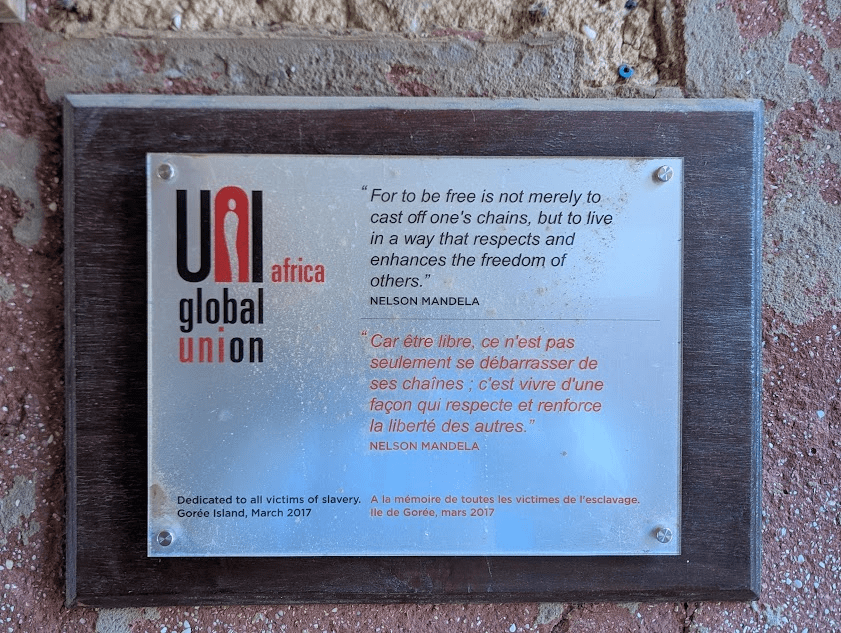 UNI africa
global
union
“ For to be free is not merely to
cast off one's chains, but to live
in a way that respects and
enhances the freedom of
others.”
NELSON MANDELA
“ Car être libre, ce n'est pas
seulement se débarrasser de
ses chaînes ; c'est vivre d'une
façon qui respecte et renforce
la liberté des autres.”
NELSON MANDELA
Dedicated to all victims of slavery.
Gorée Island, March 2017
A la mémoire de toutes les victimes de l'esclavage.
Ile de Gorée, mars 2017